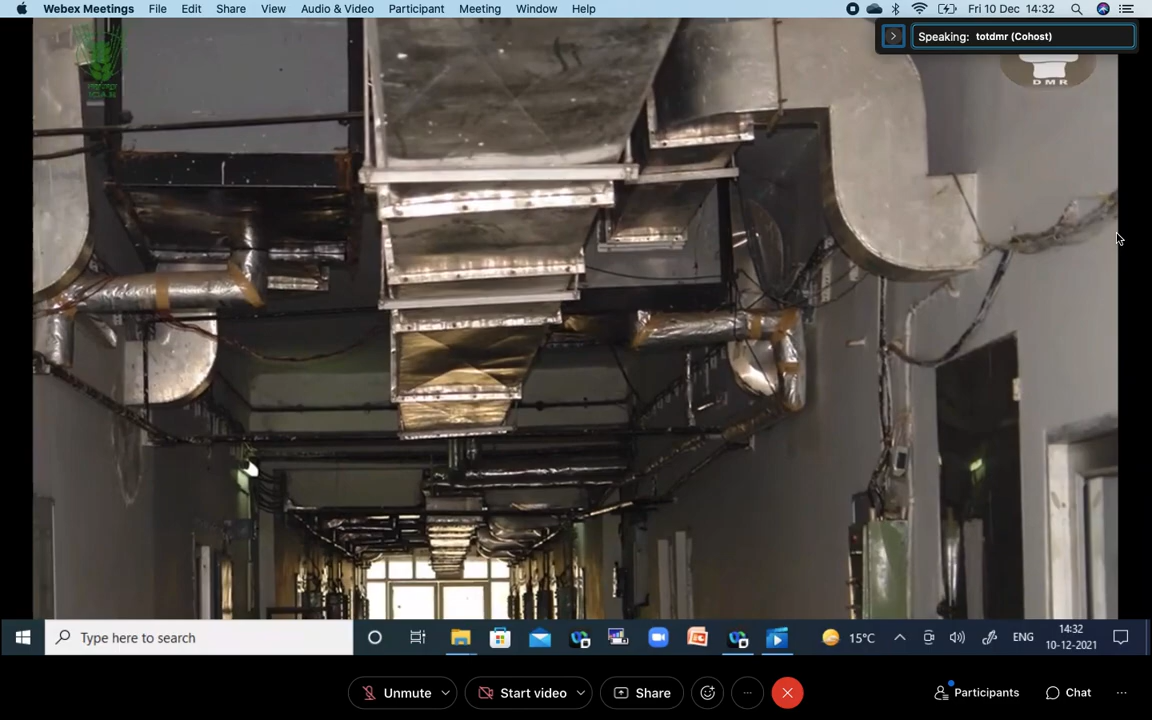 Webex Meetings File Edit Share View Audio & Video Participant Meeting Window Help Fri 10 Dec 14:32
Speaking: totdmr (Cohost)
ICAR
DMR
Type here to search
15°C
ENG
14:32
10-12-2021
Unmute
Start video
Share
Participants
Chat